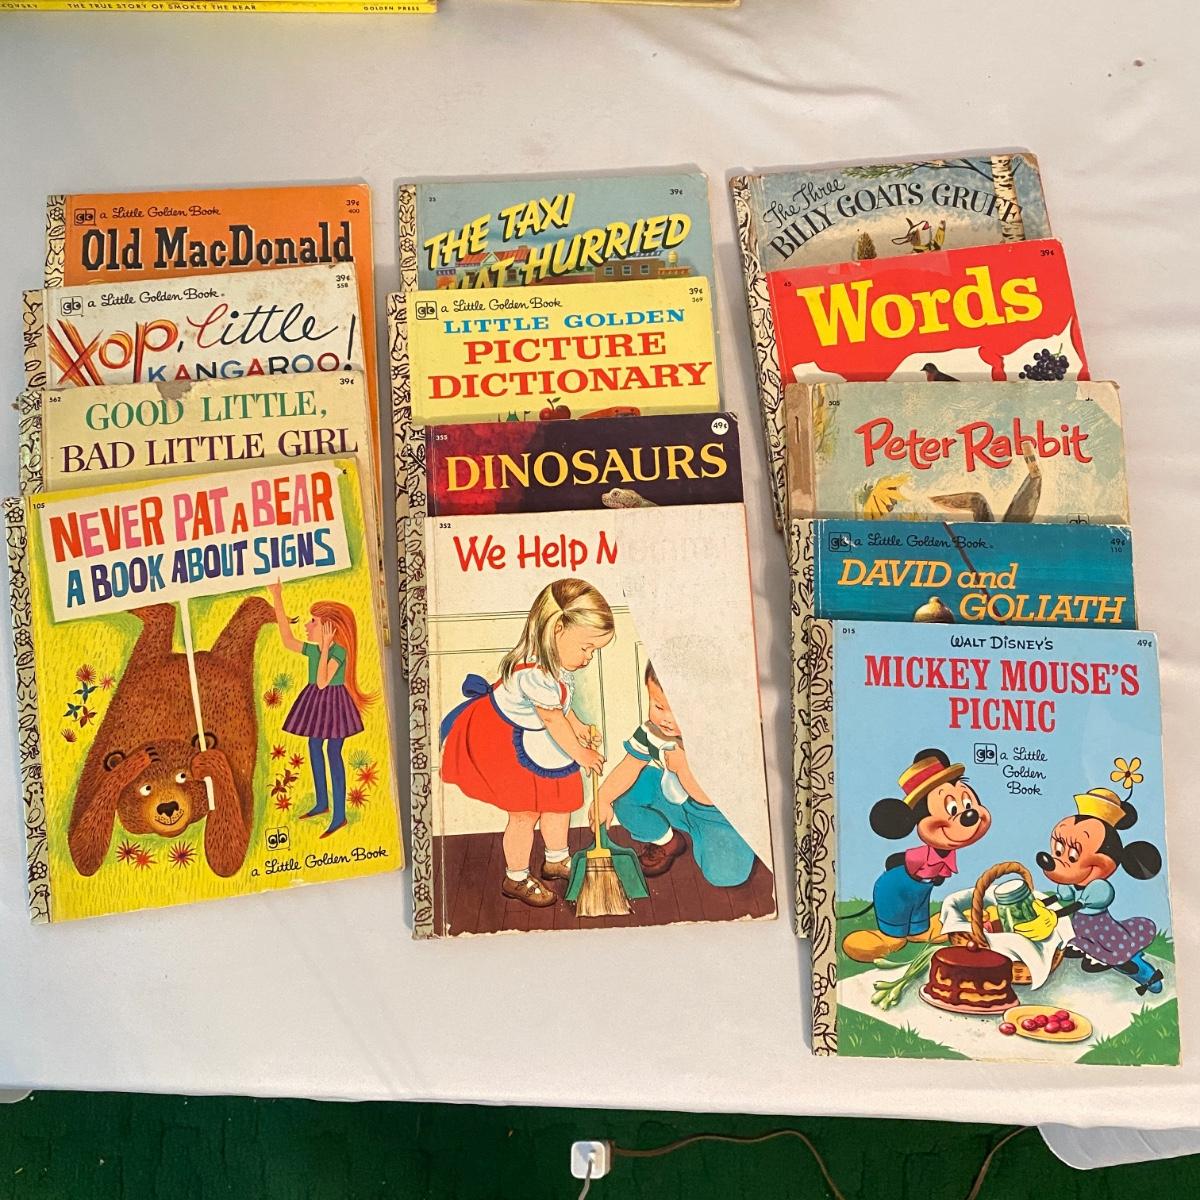 THE TRUE STORY OF SMOKEY THE BEAR
GOLDEN PRESS
a Little Golden Book
39¢
400
Old MacDonald
a Little Golden Book®
39¢
558
Hop, Little
KANGAROO!
562
39¢
GOOD LITTLE,
BAD LITTLE GIRL
105
¢
NEVER PAT A BEAR
A BOOK ABOUT SIGNS
a Little Golden Book
23
39¢
THE TAXI
THAT HURRIED
a Little Golden Book
39¢
369
LITTLE GOLDEN
PICTURE
DICTIONARY
355
49¢
DINOSAURS
352
We Help M
The Three
BILLY GOATS GRUFF
45
39¢
Words
505
Peter Rabbit
a Little Golden Book®
49¢
110
DAVID and
GOLIATH
D15
WALT DISNEY'S
49¢
MICKEY MOUSE'S
PICNIC
a Little
Golden
Book